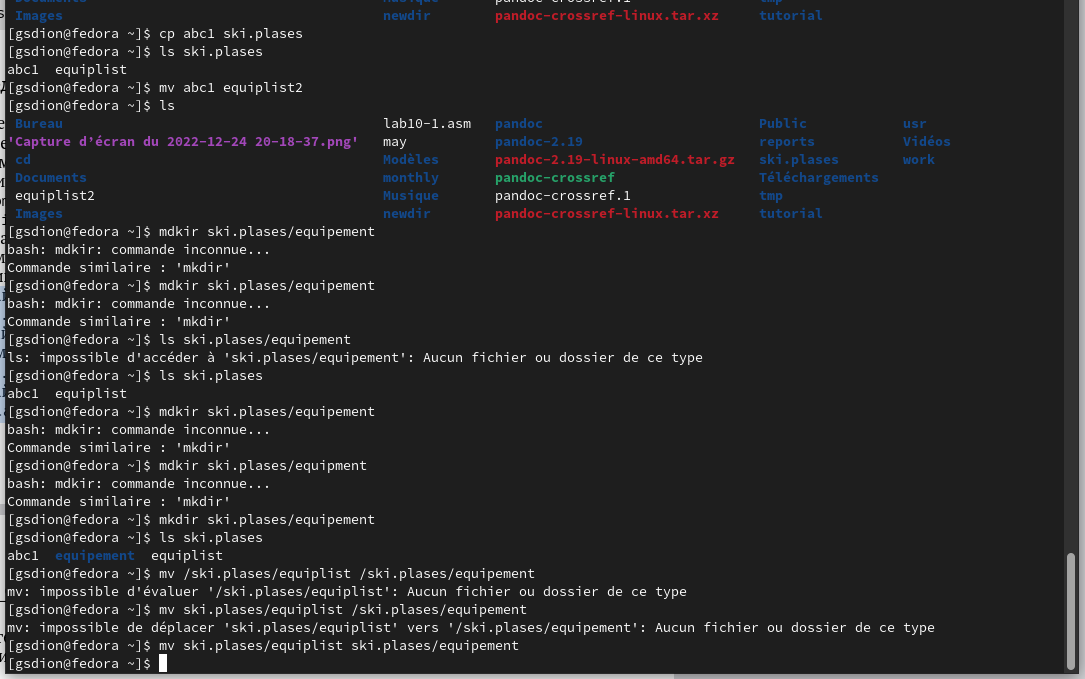 Images newdir pandoc-crossref-linux.tar.xz tutorial
[gsdion@fedora ~]$ cp abc1 ski.plases
[gsdion@fedora ~]$ ls ski.plases
abc1 equiplist
[gsdion@fedora ~]$ mv abc1 equiplist2
[gsdion@fedora ~]$ ls
Bureau lab10-1.asm pandoc Public usr
'Capture d’écran du 2022-12-24 20-18-37.png' may pandoc-2.19 reports Vidéos
cd Modèles pandoc-2.19-linux-amd64.tar.gz ski.plases work
Documents monthly pandoc-crossref Téléchargements
equiplist2 Musique pandoc-crossref.1 tmp
Images newdir pandoc-crossref-linux.tar.xz tutorial
[gsdion@fedora ~]$ mdkir ski.plases/equipement
bash: mdkir: commande inconnue...
Commande similaire : 'mkdir'
[gsdion@fedora ~]$ mdkir ski.plases/equipement
bash: mdkir: commande inconnue...
Commande similaire : 'mkdir'
[gsdion@fedora ~]$ ls ski.plases/equipement
ls: impossible d'accéder à 'ski.plases/equipement': Aucun fichier ou dossier de ce type
[gsdion@fedora ~]$ ls ski.plases
abc1 equiplist
[gsdion@fedora ~]$ mdkir ski.plases/equipement
bash: mdkir: commande inconnue...
Commande similaire : 'mkdir'
[gsdion@fedora ~]$ mdkir ski.plases/equipment
bash: mdkir: commande inconnue...
Commande similaire : 'mkdir'
[gsdion@fedora ~]$ mkdir ski.plases/equipement
[gsdion@fedora ~]$ ls ski.plases
abc1 equipement equiplist
[gsdion@fedora ~]$ mv /ski.plases/equiplist /ski.plases/equipement
mv: impossible d'évaluer '/ski.plases/equiplist': Aucun fichier ou dossier de ce type
[gsdion@fedora ~]$ mv ski.plases/equiplist /ski.plases/equipement
mv: impossible de déplacer 'ski.plases/equiplist' vers '/ski.plases/equipement': Aucun fichier ou dossier de ce type
[gsdion@fedora ~]$ mv ski.plases/equiplist ski.plases/equipement
[gsdion@fedora ~]$